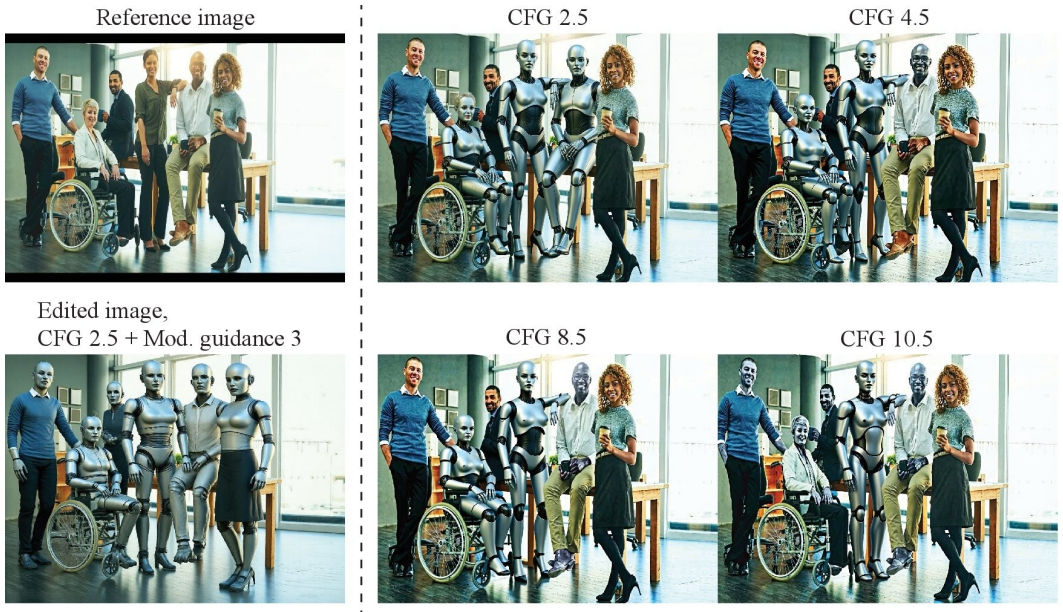 Reference image
CFG 2.5
CFG 4.5
Edited image,
CFG 2.5 + Mod. guidance 3
CFG 8.5
CFG 10.5